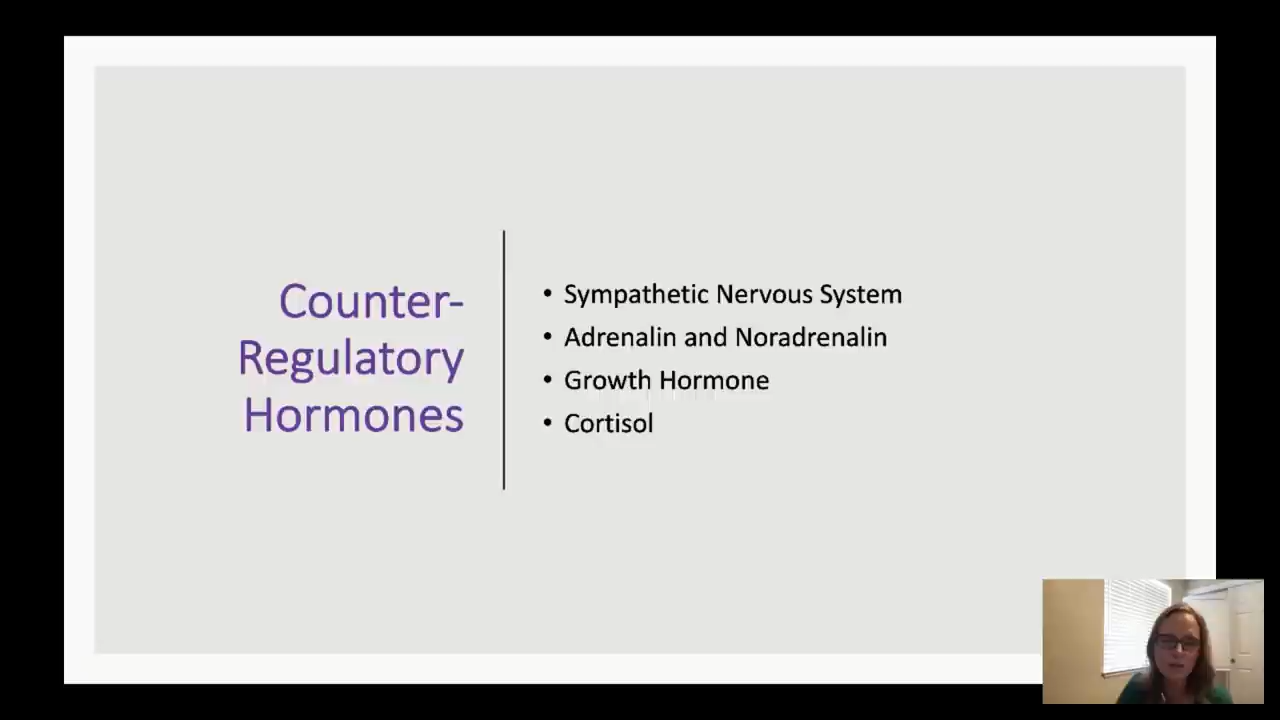 Counter-
Regulatory
Hormones
• Sympathetic Nervous System
• Adrenalin and Noradrenalin
• Growth Hormone
• Cortisol